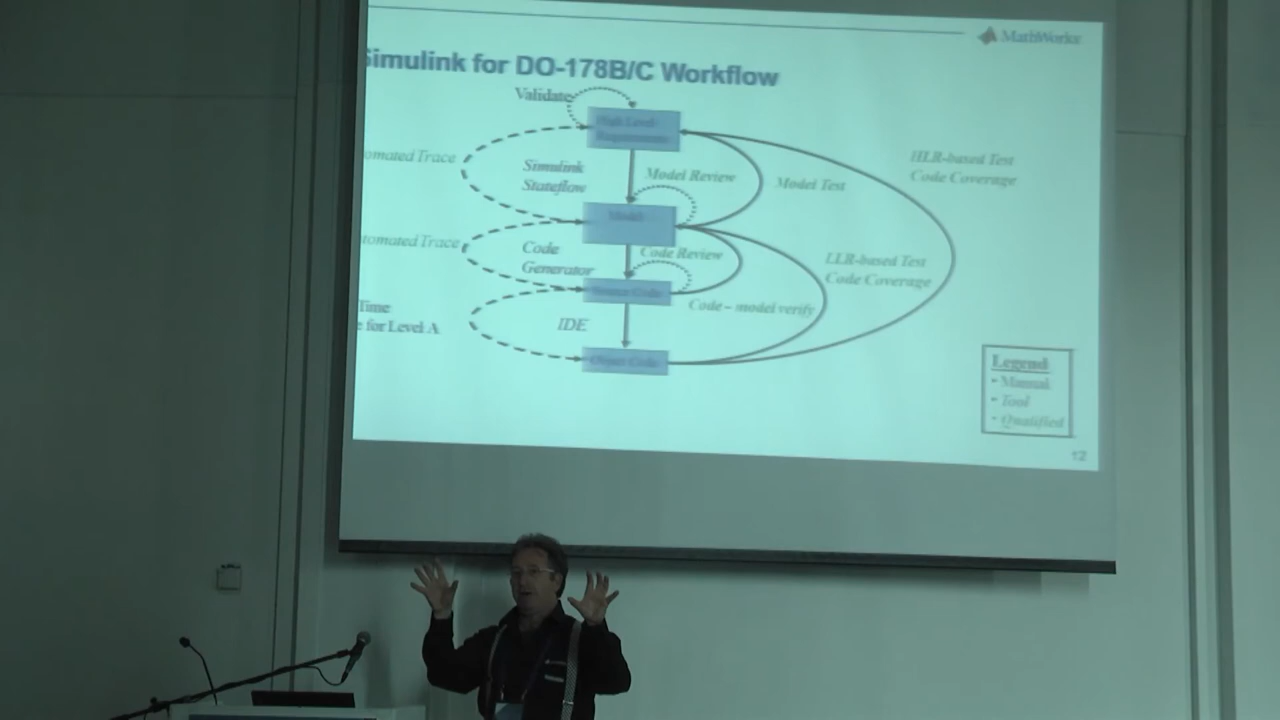 MathWorks
Simulink for DO-178B/C Workflow
Validate
High Level
Requirements
omated Trace
Simulink
Stateflow
Model Review
Model Test
HLR-based Test
Code Coverage
Model
tomated Trace
Code
Generator
Code Review
LLR-based Test
Code Coverage
Source Code
Time
e for Level A
IDE
Code – model verify
Object Code
Legend
- Manual
- Tool
- Qualified
12